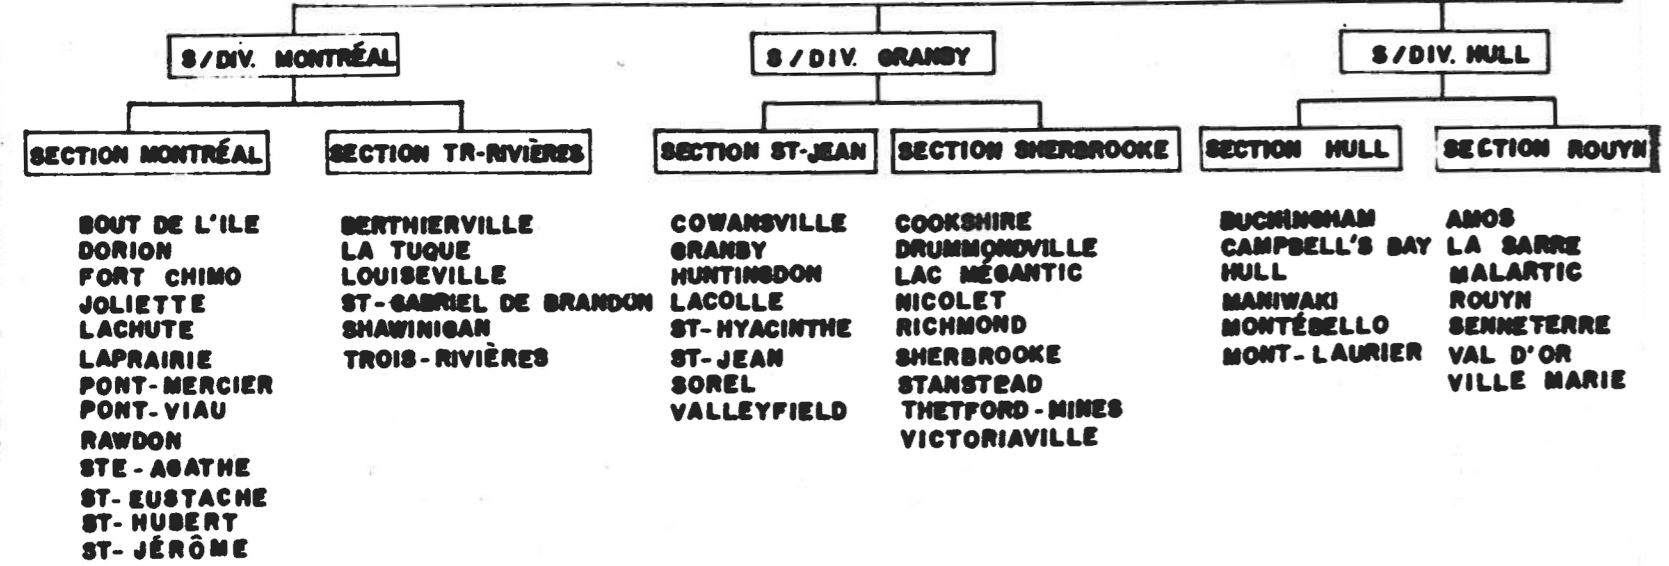 S/DIV. MONTRÉAL
S/DIV. GRANBY
S/DIV. HULL
SECTION MONTRÉAL
SECTION TR-RIVIÈRES
SECTION ST-JEAN
SECTION SHERBROOKE
SECTION HULL
SECTION ROUYN
BOUT DE L'ILE
DORION
FORT CHIMO
JOLIETTE
LACHUTE
LAPRAIRIE
PONT-MERCIER
PONT-VIAU
RAWDON
STE-AGATHE
ST-EUSTACHE
ST-HUBERT
ST-JÉRÔME
BERTHIERVILLE
LA TUQUE
LOUISEVILLE
ST-GABRIEL DE BRANDON
SHAWINIGAN
TROIS-RIVIÈRES
COWANSVILLE
GRANBY
HUNTINGDON
LACOLLE
ST-HYACINTHE
ST-JEAN
SOREL
VALLEYFIELD
COOKSHIRE
DRUMMONDVILLE
LAC MÉGANTIC
NICOLET
RICHMOND
SHERBROOKE
STANSTEAD
THETFORD-MINES
VICTORIAVILLE
BUCKINGHAM
CAMPBELL'S BAY
HULL
MANIWAKI
MONTÉBELLO
MONT-LAURIER
AMOS
LA SARRE
MALARTIC
ROUYN
SENNETERRE
VAL D'OR
VILLE MARIE